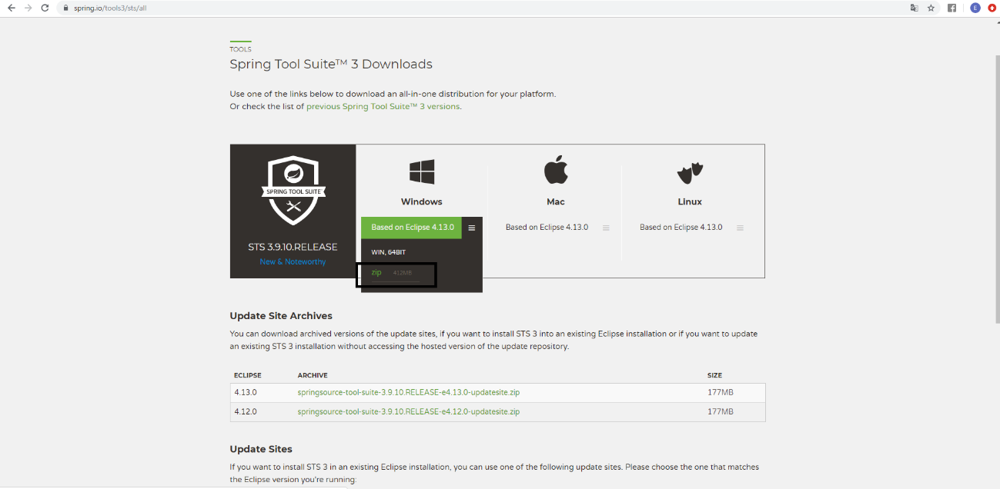 spring.io/tools3/sts/all
E
TOOLS
Spring Tool Suite™ 3 Downloads
Use one of the links below to download an all-in-one distribution for your platform.
Or check the list of previous Spring Tool Suite™ 3 versions.
SPRING TOOL SUITE™
STS 3.9.10.RELEASE
New & Noteworthy
Windows
Based on Eclipse 4.13.0
WIN, 64BIT
zip 412MB
Mac
Based on Eclipse 4.13.0
Linux
Based on Eclipse 4.13.0
Update Site Archives
You can download archived versions of the update sites, if you want to install STS 3 into an existing Eclipse installation or if you want to update
an existing STS 3 installation without accessing the hosted version of the update repository.
ECLIPSE ARCHIVE SIZE
4.13.0 springsource-tool-suite-3.9.10.RELEASE-e4.13.0-updatesite.zip 177MB
4.12.0 springsource-tool-suite-3.9.10.RELEASE-e4.12.0-updatesite.zip 177MB
Update Sites
If you want to install STS 3 in an existing Eclipse installation, you can use one of the following update sites. Please choose the one that matches
the Eclipse version you're running: